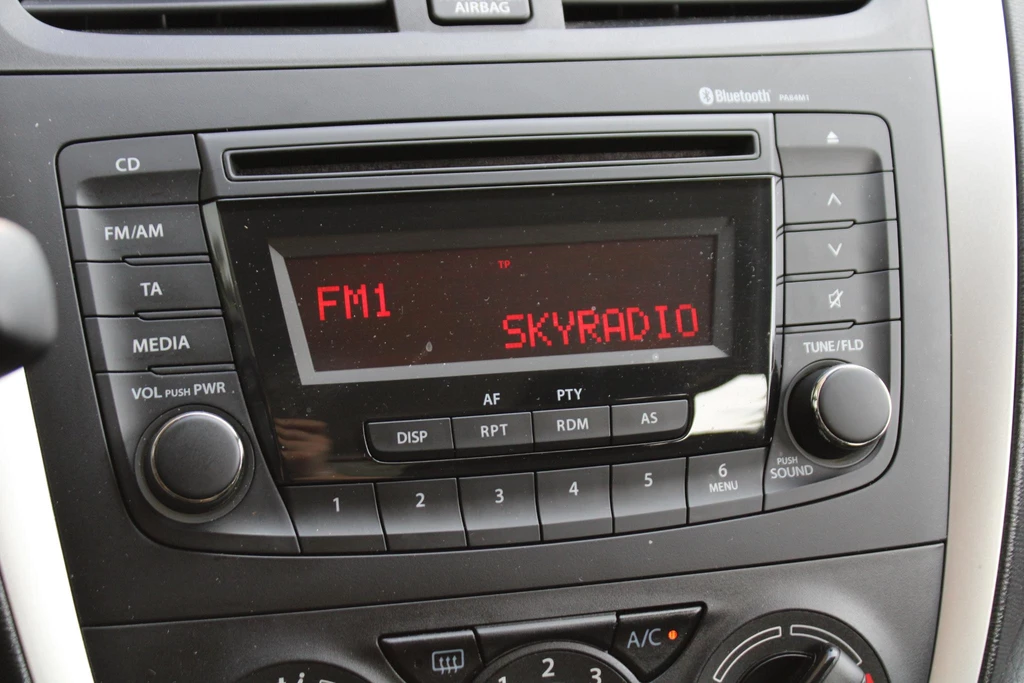 AIRBAG
Bluetooth PA64M1
CD
FM/AM
TA
MEDIA
VOL PUSH PWR
TP
FM1
SKYRADIO
TUNE/FLD
PUSH
SOUND
AF PTY
DISP RPT RDM AS
1 2 3 4 5 6
MENU
A/C
1 2 3